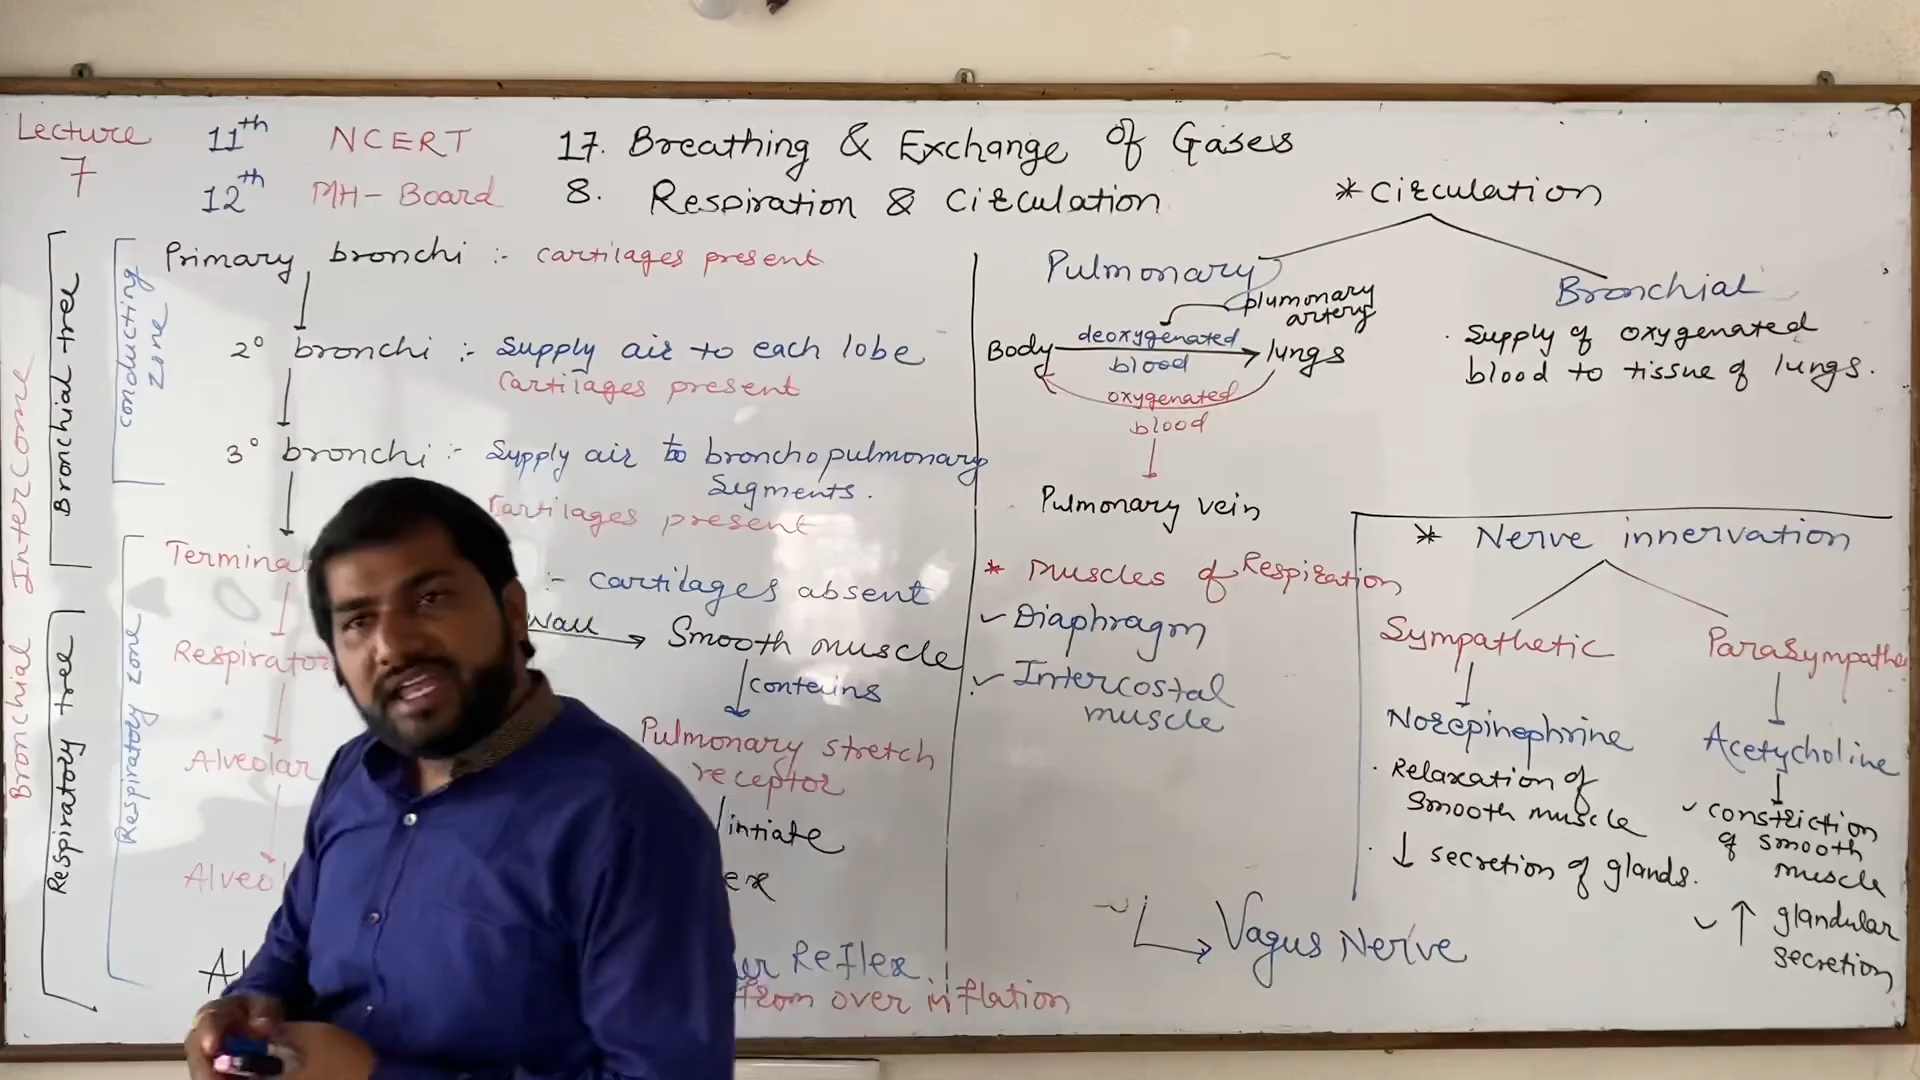 Lecture 7
11th NCERT 17. Breathing & Exchange of Gases
12th MH-Board 8. Respiration & Circulation
Bronchial InterCome
Bronchial tree
Respiratory tree
conducting zone
Respiratory zone
Primary bronchi :- cartilages present
2° bronchi :- Supply air to each lobe
Cartilages present
3° bronchi :- Supply air to bronchopulmonary
Segments.
Cartilages present
Termina
:- cartilages absent
Wall
Smooth muscle
Respirator
contains
Alveolar
Pulmonary stretch
receptor
intiate
Alveo
ex
Al
er Reflex
from over inflation
* Circulation
Pulmonary
plumonary
artery
Body deoxygenated lungs
blood
oxygenated
blood
Pulmonary vein
Bronchial
. Supply of oxygenated
blood to tissue of lungs.
* Muscles of Respiration
✓ Diaphragm
✓ Intercostal
muscle
Vagus Nerve
* Nerve innervation
Sympathetic
Norepinephrine
. Relaxation of
smooth muscle
. ↓ secretion of glands.
Parasympathe
Acetycholine
✓ constriction
of smooth
muscle
✓ ↑ glandular
secretion